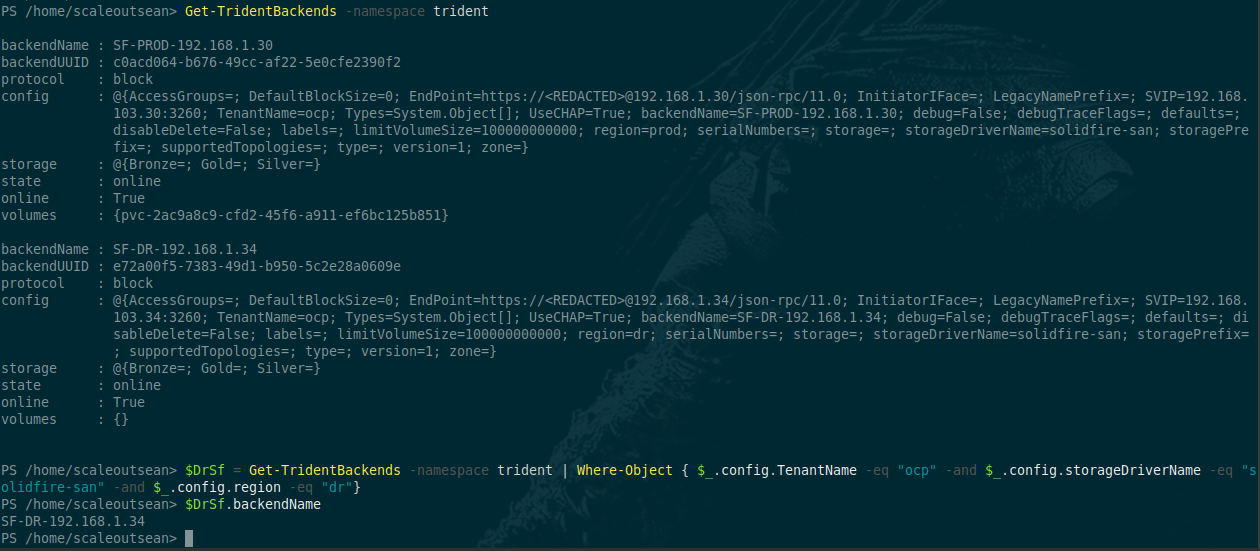 PS /home/scaleoutsean> Get-TridentBackends -namespace trident
backendName : SF-PROD-192.168.1.30
backendUUID : c0acd064-b676-49cc-af22-5e0cfe2390f2
protocol    : block
config      : @{AccessGroups=; DefaultBlockSize=0; EndPoint=https://<REDACTED>@192.168.1.30/json-rpc/11.0; InitiatorIFace=; LegacyNamePrefix=; SVIP=192.168.
103.30:3260; TenantName=ocp; Types=System.Object[]; UseCHAP=True; backendName=SF-PROD-192.168.1.30; debug=False; debugTraceFlags=; defaults=;
disableDelete=False; labels=; limitVolumeSize=100000000000; region=prod; serialNumbers=; storage=; storageDriverName=solidfire-san; storagePre
fix=; supportedTopologies=; type=; version=1; zone=}
storage     : @{Bronze=; Gold=; Silver=}
state       : online
online      : True
volumes     : {pvc-2ac9a8c9-cfd2-45f6-a911-ef6bc125b851}
backendName : SF-DR-192.168.1.34
backendUUID : e72a00f5-7383-49d1-b950-5c2e28a0609e
protocol    : block
config      : @{AccessGroups=; DefaultBlockSize=0; EndPoint=https://<REDACTED>@192.168.1.34/json-rpc/11.0; InitiatorIFace=; LegacyNamePrefix=; SVIP=192.168.
103.34:3260; TenantName=ocp; Types=System.Object[]; UseCHAP=True; backendName=SF-DR-192.168.1.34; debug=False; debugTraceFlags=; defaults=; di
sableDelete=False; labels=; limitVolumeSize=100000000000; region=dr; serialNumbers=; storage=; storageDriverName=solidfire-san; storagePrefix=
; supportedTopologies=; type=; version=1; zone=}
storage     : @{Bronze=; Gold=; Silver=}
state       : online
online      : True
volumes     : {}
PS /home/scaleoutsean> $DrSf = Get-TridentBackends -namespace trident | Where-Object { $_.config.TenantName -eq "ocp" -and $_.config.storageDriverName -eq "s
olidfire-san" -and $_.config.region -eq "dr"}
PS /home/scaleoutsean> $DrSf.backendName
SF-DR-192.168.1.34
PS /home/scaleoutsean>